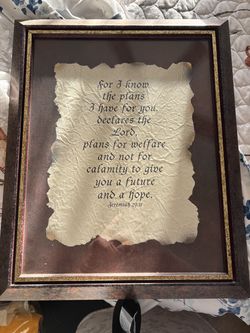 For I know
the plans
I have for you,
declares the
Lord,
plans for welfare
and not for
calamity to give
you a future
and a hope.
Jeremiah 29:11